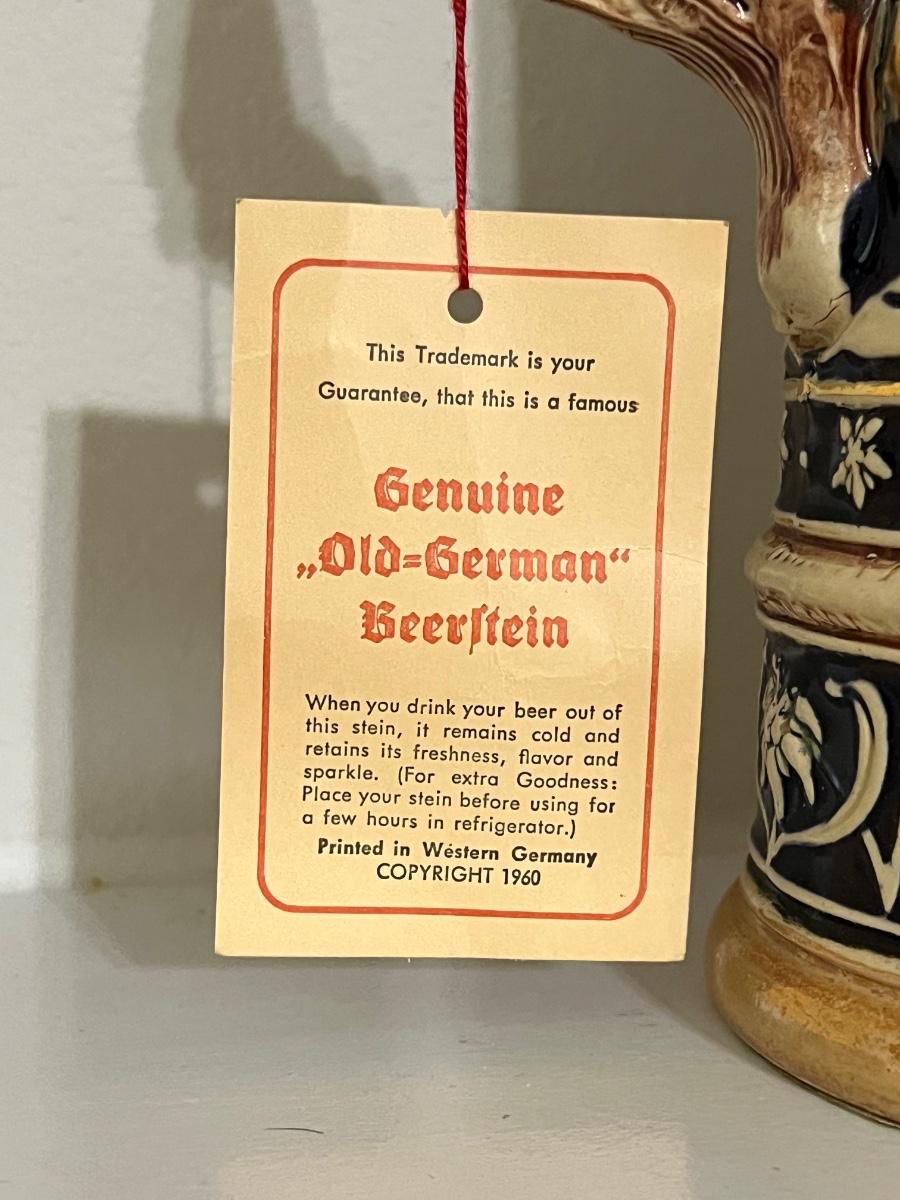 This Trademark is your
Guarantee, that this is a famous
Genuine
„Old=German“
Beerſtein
When you drink your beer out of
this stein, it remains cold and
retains its freshness, flavor and
sparkle. (For extra Goodness:
Place your stein before using for
a few hours in refrigerator.)
Printed in Western Germany
COPYRIGHT 1960